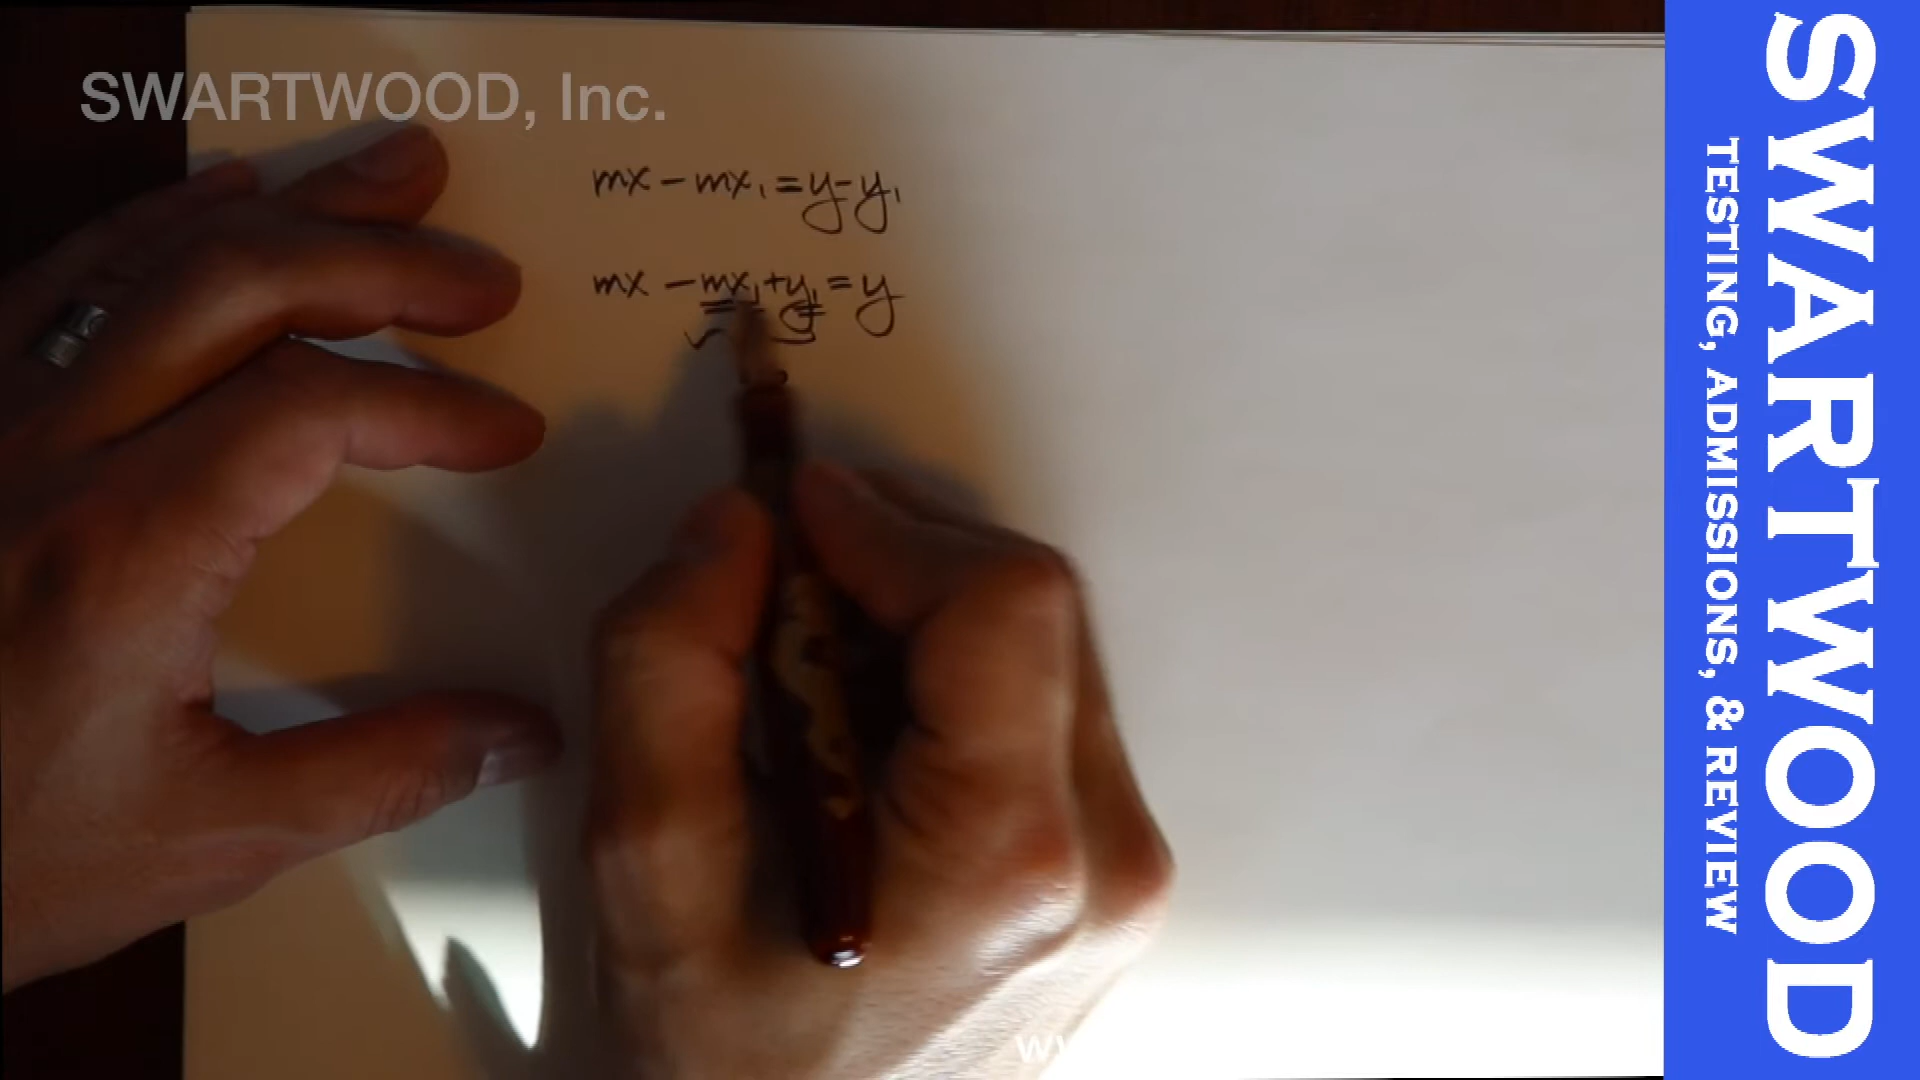 SWARTWOOD, Inc.
mx - mx₁ = y - y₁
mx - mx₁ + y₁ = y
SWARTWOOD
TESTING, ADMISSIONS, & REVIEW